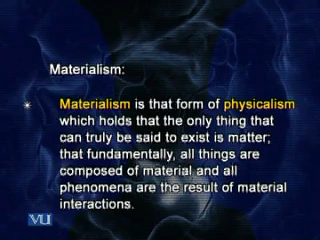 Materialism:
Materialism is that form of physicalism
which holds that the only thing that
can truly be said to exist is matter;
that fundamentally, all things are
composed of material and all
phenomena are the result of material
interactions.
VU